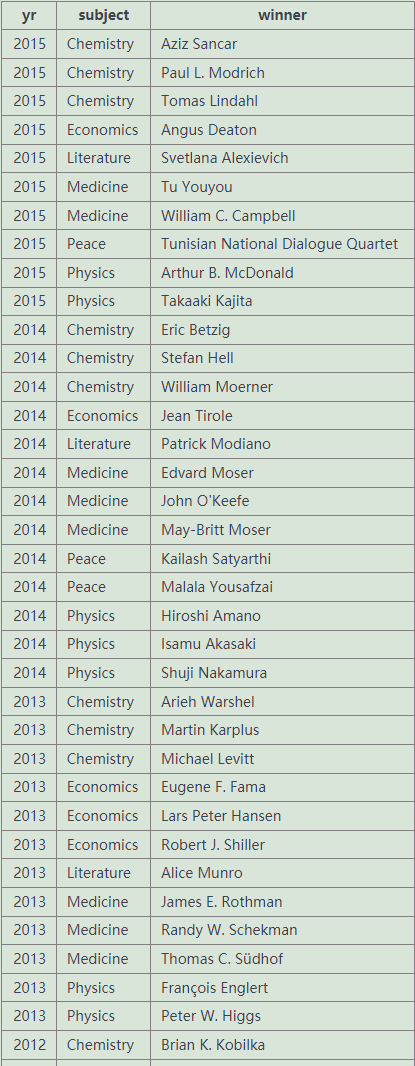 yr subject winner
2015 Chemistry Aziz Sancar
2015 Chemistry Paul L. Modrich
2015 Chemistry Tomas Lindahl
2015 Economics Angus Deaton
2015 Literature Svetlana Alexievich
2015 Medicine Tu Youyou
2015 Medicine William C. Campbell
2015 Peace Tunisian National Dialogue Quartet
2015 Physics Arthur B. McDonald
2015 Physics Takaaki Kajita
2014 Chemistry Eric Betzig
2014 Chemistry Stefan Hell
2014 Chemistry William Moerner
2014 Economics Jean Tirole
2014 Literature Patrick Modiano
2014 Medicine Edvard Moser
2014 Medicine John O'Keefe
2014 Medicine May-Britt Moser
2014 Peace Kailash Satyarthi
2014 Peace Malala Yousafzai
2014 Physics Hiroshi Amano
2014 Physics Isamu Akasaki
2014 Physics Shuji Nakamura
2013 Chemistry Arieh Warshel
2013 Chemistry Martin Karplus
2013 Chemistry Michael Levitt
2013 Economics Eugene F. Fama
2013 Economics Lars Peter Hansen
2013 Economics Robert J. Shiller
2013 Literature Alice Munro
2013 Medicine James E. Rothman
2013 Medicine Randy W. Schekman
2013 Medicine Thomas C. Südhof
2013 Physics François Englert
2013 Physics Peter W. Higgs
2012 Chemistry Brian K. Kobilka